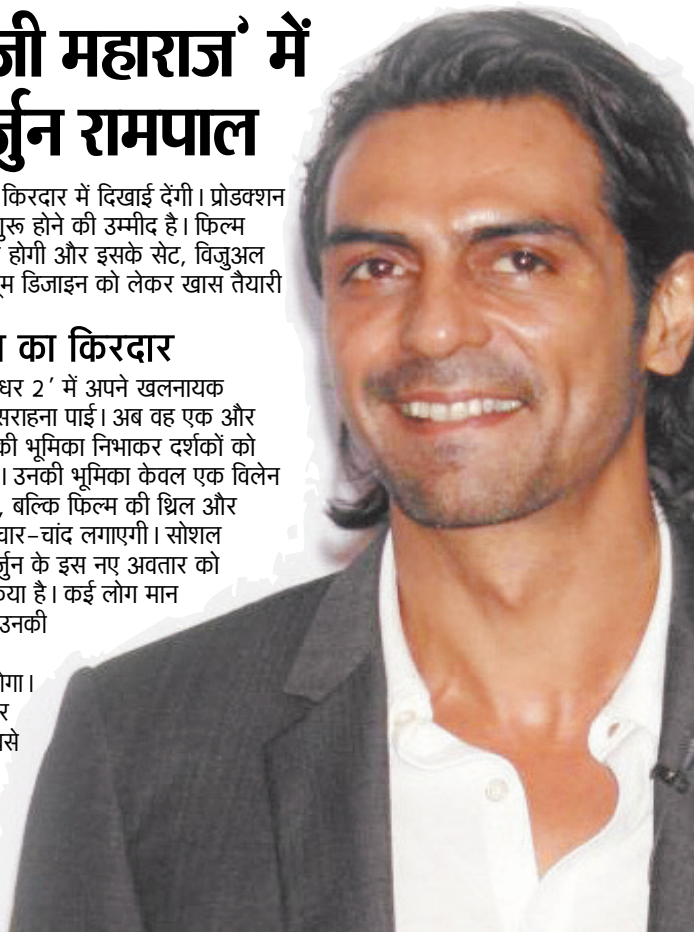 जी महाराज‘ में
र्जुन रामपाल
किरदार में दिखाई देंगी। प्रोडक्शन
शुरू होने की उम्मीद है। फिल्म
होगी और इसके सेट, विजुअल
डिजाइन को लेकर खास तैयारी
का किरदार
धर 2’ में अपने खलनायक
सराहना पाई। अब वह एक और
की भूमिका निभाकर दर्शकों को
। उनकी भूमिका केवल एक विलेन
, बल्कि फिल्म की थ्रिल और
चार-चांद लगाएगी। सोशल
र्जुन के इस नए अवतार को
किया है। कई लोग मान
उनकी